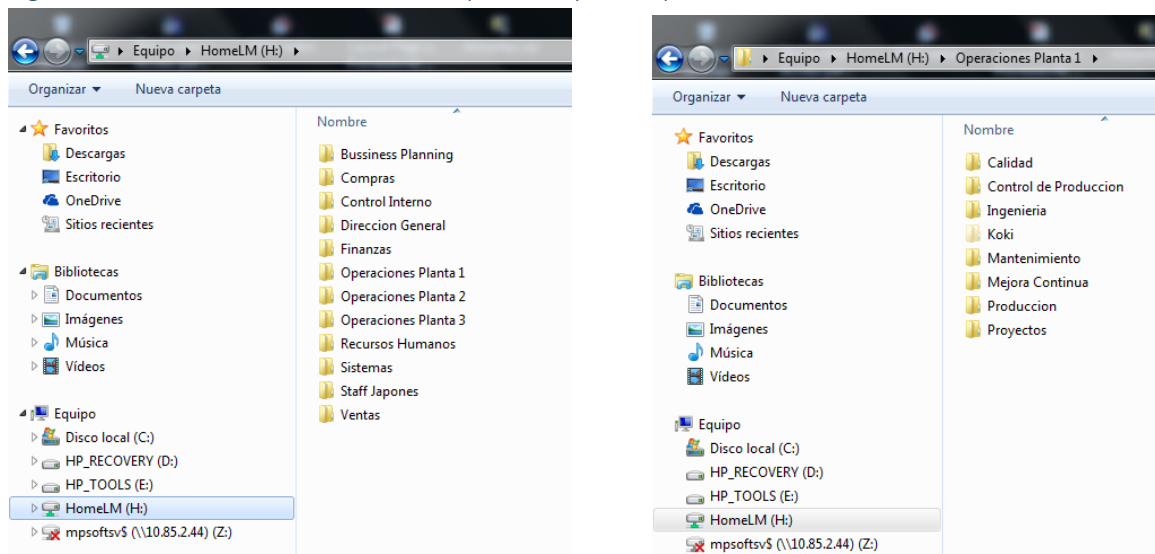 Equipo ▸ HomeLM (H:) ▸
Organizar ▾ Nueva carpeta
Favoritos
Descargas
Escritorio
OneDrive
Sitios recientes
Bibliotecas
Documentos
Imágenes
Música
Vídeos
Equipo
Disco local (C:)
HP_RECOVERY (D:)
HP_TOOLS (E:)
HomeLM (H:)
mpsoftsv$ (\\10.85.2.44) (Z:)
Nombre
Bussiness Planning
Compras
Control Interno
Direccion General
Finanzas
Operaciones Planta 1
Operaciones Planta 2
Operaciones Planta 3
Recursos Humanos
Sistemas
Staff Japones
Ventas
Equipo ▸ HomeLM (H:) ▸ Operaciones Planta 1 ▸
Organizar ▾ Nueva carpeta
Favoritos
Descargas
Escritorio
OneDrive
Sitios recientes
Bibliotecas
Documentos
Imágenes
Música
Vídeos
Equipo
Disco local (C:)
HP_RECOVERY (D:)
HP_TOOLS (E:)
HomeLM (H:)
mpsoftsv$ (\\10.85.2.44) (Z:)
Nombre
Calidad
Control de Produccion
Ingenieria
Koki
Mantenimiento
Mejora Continua
Produccion
Proyectos